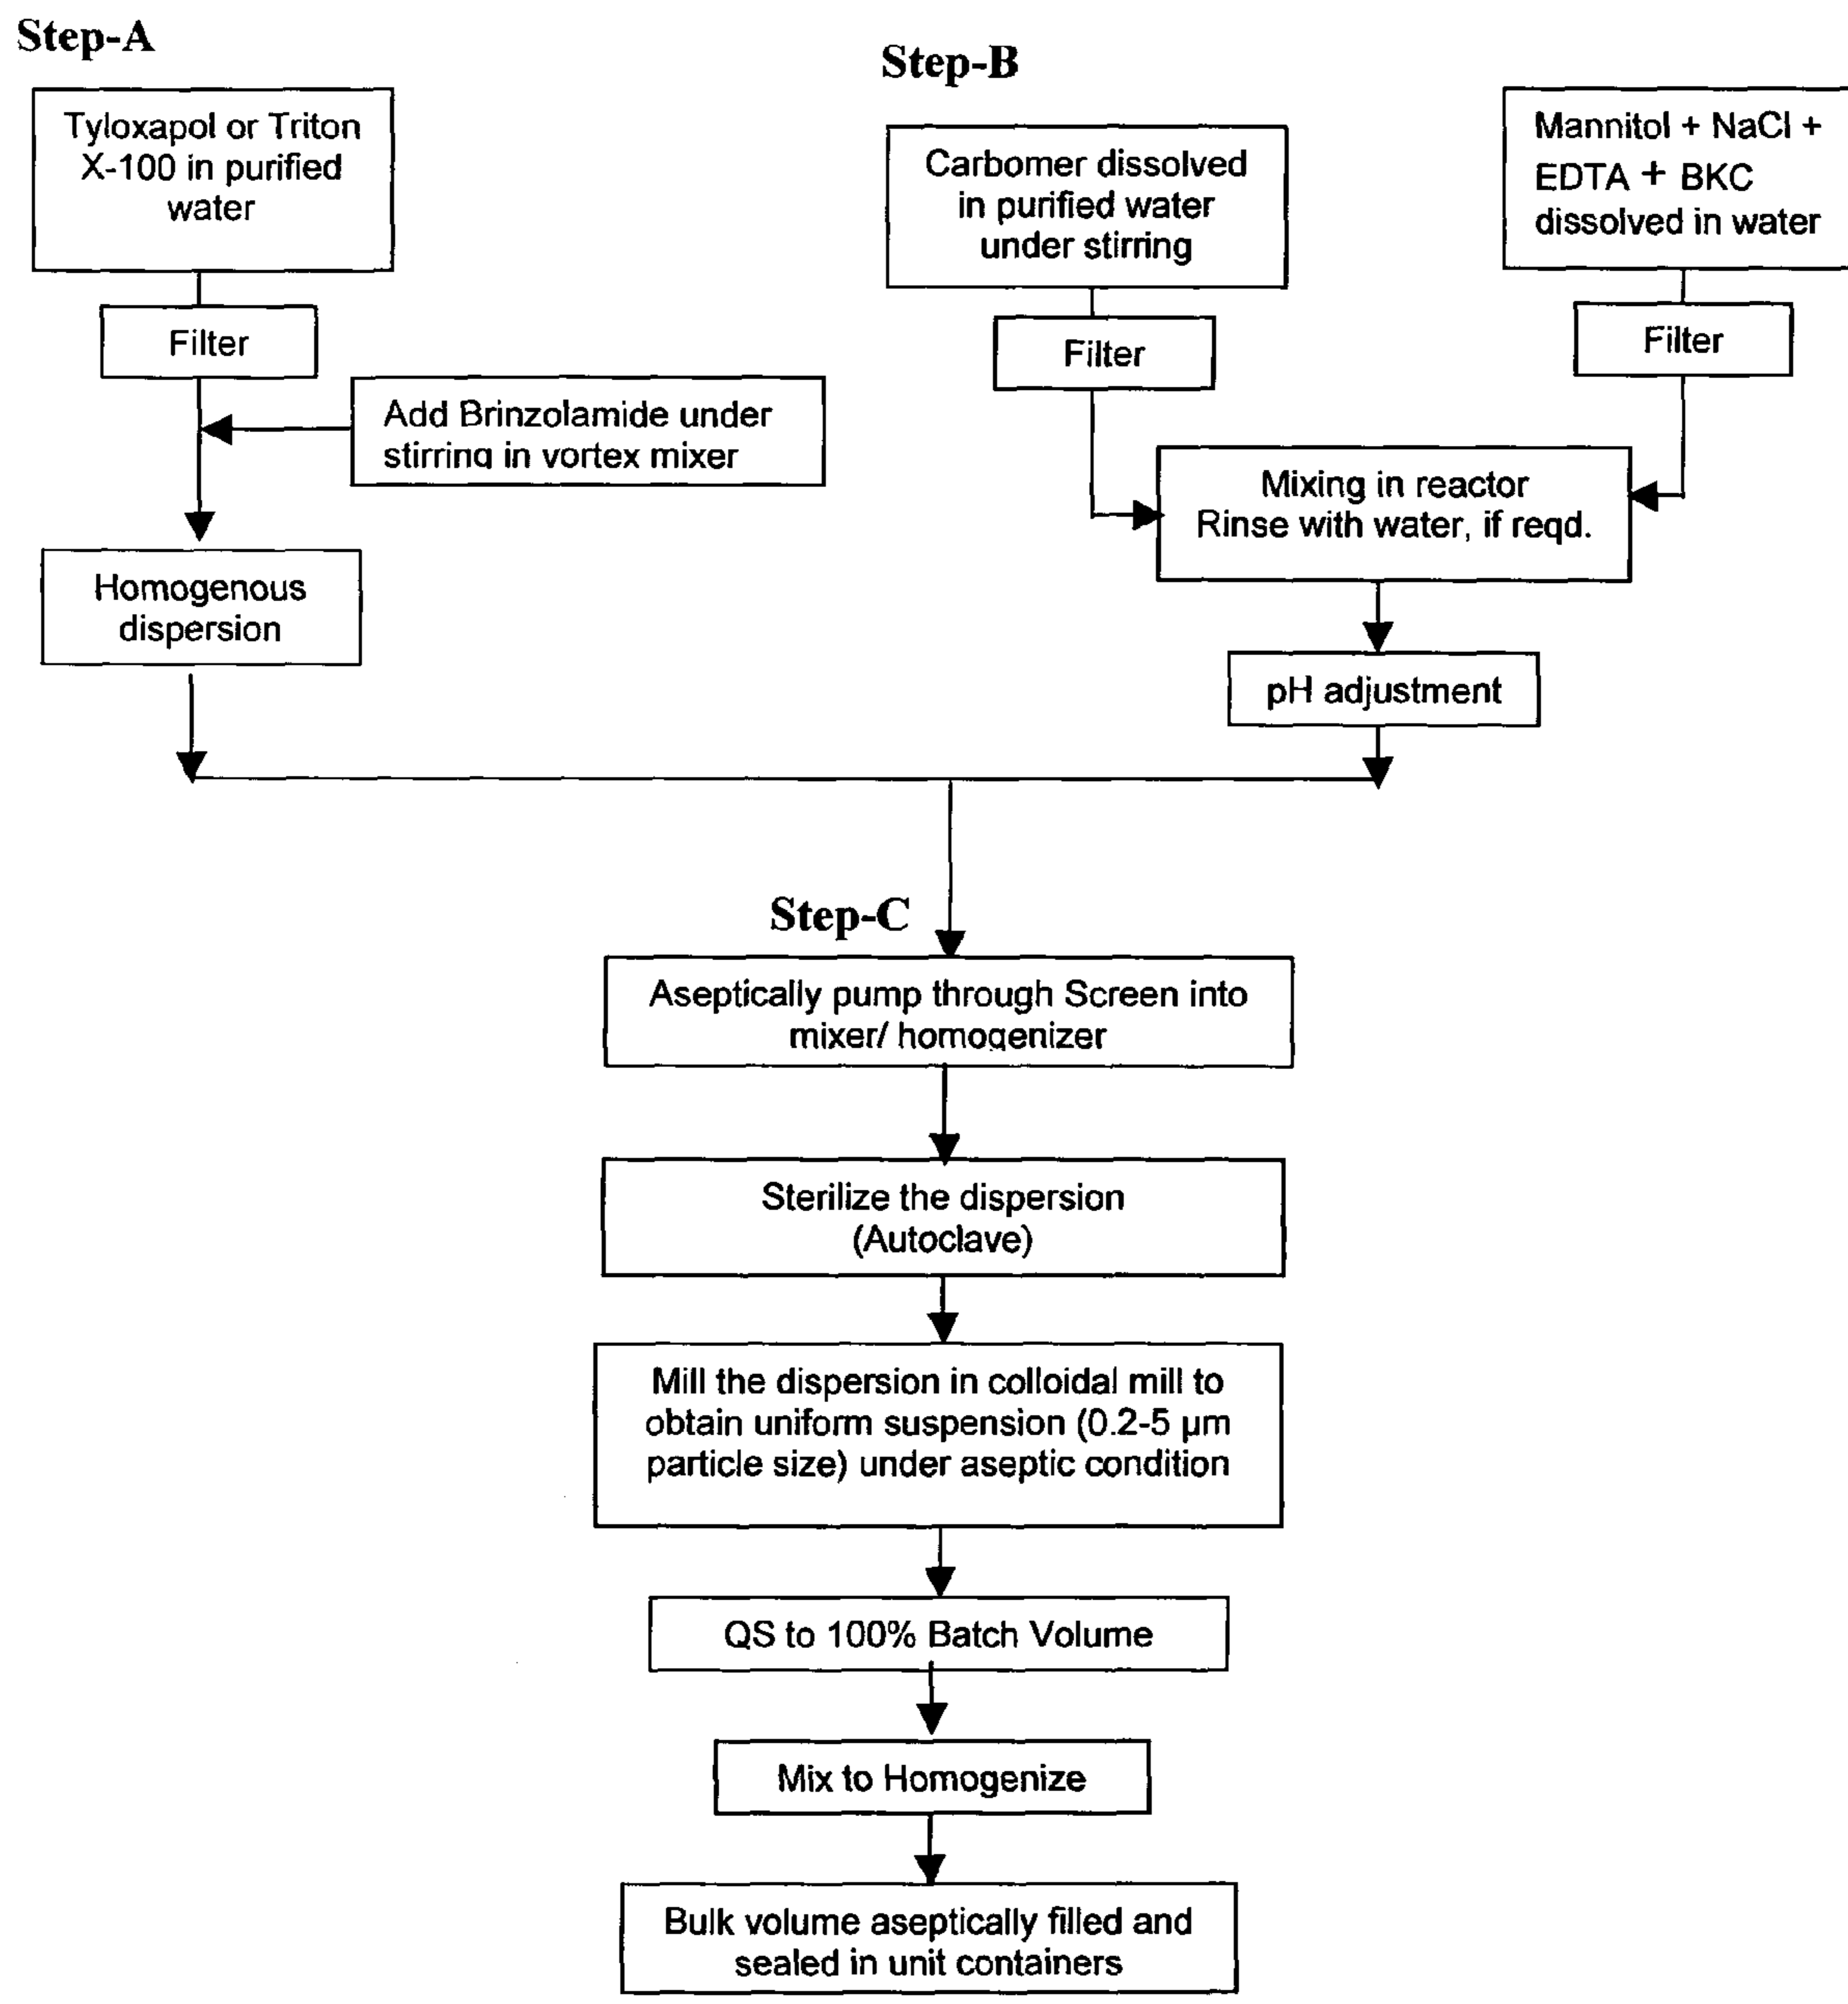 Step-A
Tyloxapol or Triton
X-100 in purified
water
Filter
Add Brinzolamide under
stirring in vortex mixer
Homogenous
dispersion
Step-B
Carbomer dissolved
in purified water
under stirring
Filter
Mannitol + NaCl +
EDTA + BKC
dissolved in water
Filter
Mixing in reactor
Rinse with water, if reqd.
pH adjustment
Step-C
Aseptically pump through Screen into
mixer/ homogenizer
Sterilize the dispersion
(Autoclave)
Mill the dispersion in colloidal mill to
obtain uniform suspension (0.2-5 µm
particle size) under aseptic condition
QS to 100% Batch Volume
Mix to Homogenize
Bulk volume aseptically filled and
sealed in unit containers